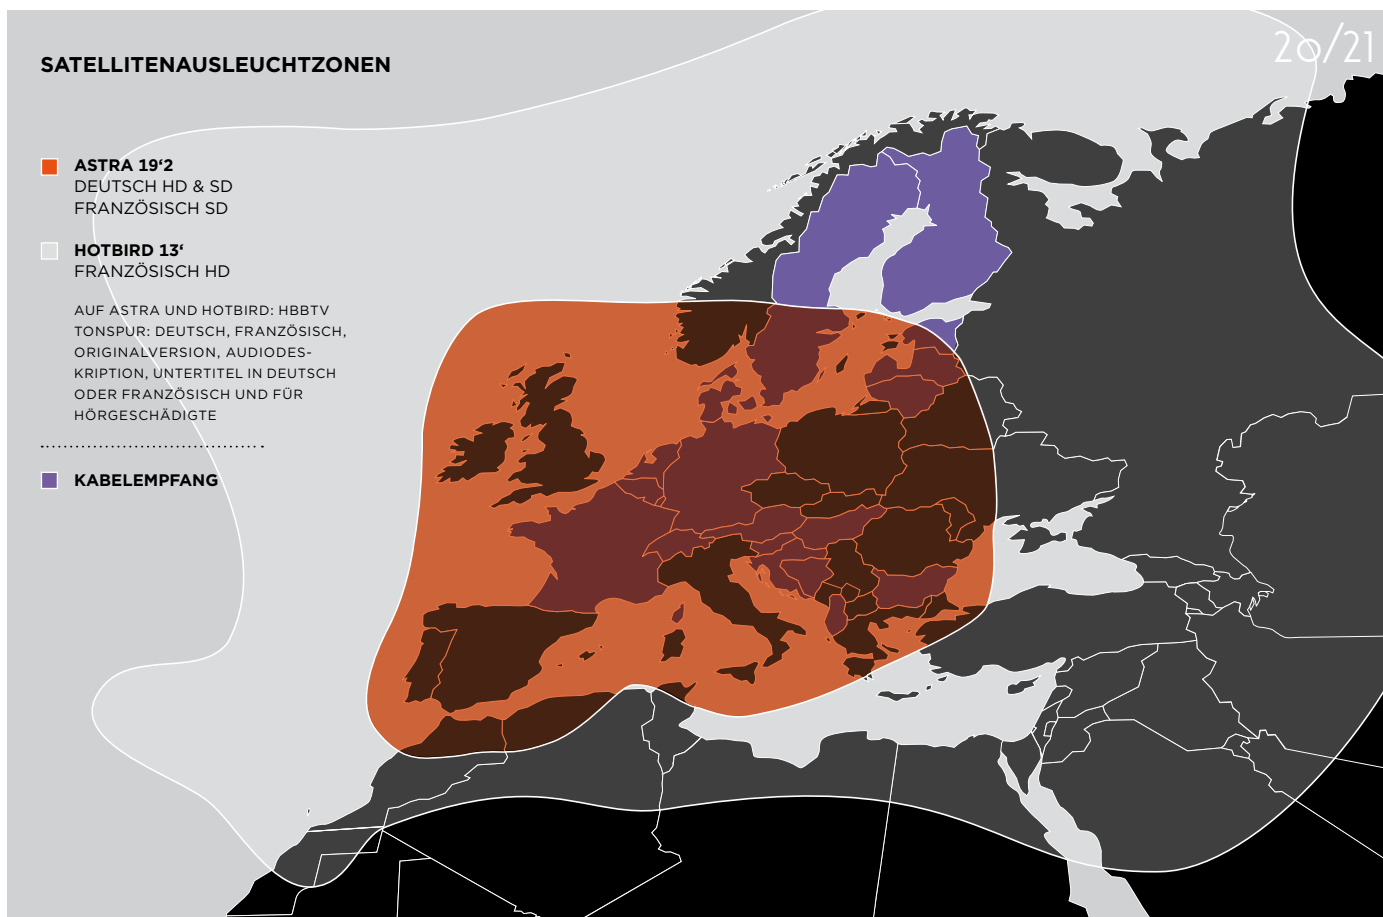 20/21
SATELLITENAUSLEUCHTZONEN
ASTRA 19‘2
DEUTSCH HD & SD
FRANZÖSISCH SD
HOTBIRD 13‘
FRANZÖSISCH HD
AUF ASTRA UND HOTBIRD: HBBTV
TONSPUR: DEUTSCH, FRANZÖSISCH,
ORIGINALVERSION, AUDIODES-
KRIPTION, UNTERTITEL IN DEUTSCH
ODER FRANZÖSISCH UND FÜR
HÖRGESCHÄDIGTE
KABELEMPFANG